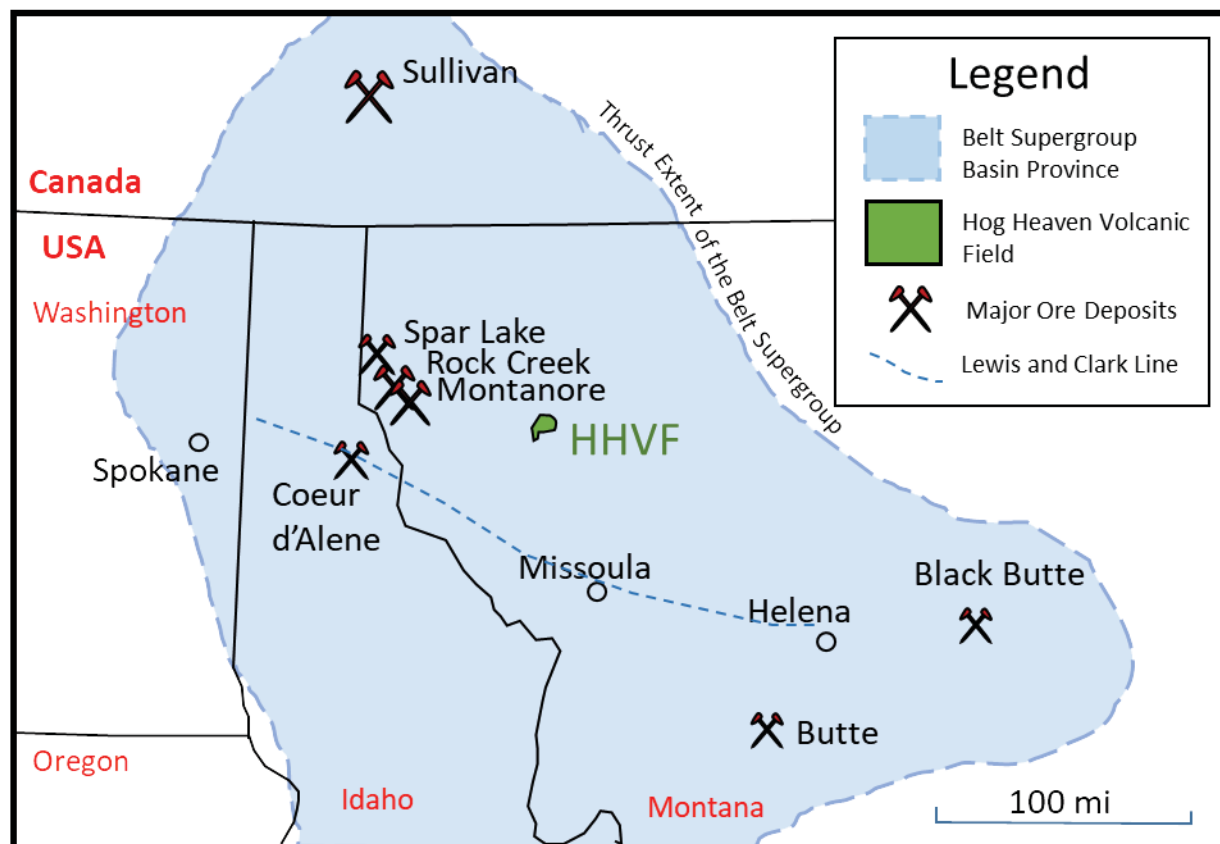 Sullivan
Legend
Belt Supergroup
Basin Province
Hog Heaven Volcanic
Field
Major Ore Deposits
Lewis and Clark Line
Thrust Extent of the Belt Supergroup
Canada
USA
Washington
Spar Lake
Rock Creek
Montanore
HHVF
Spokane
Coeur
d'Alene
Missoula
Helena
Black Butte
Butte
Oregon
Idaho
Montana
100 mi